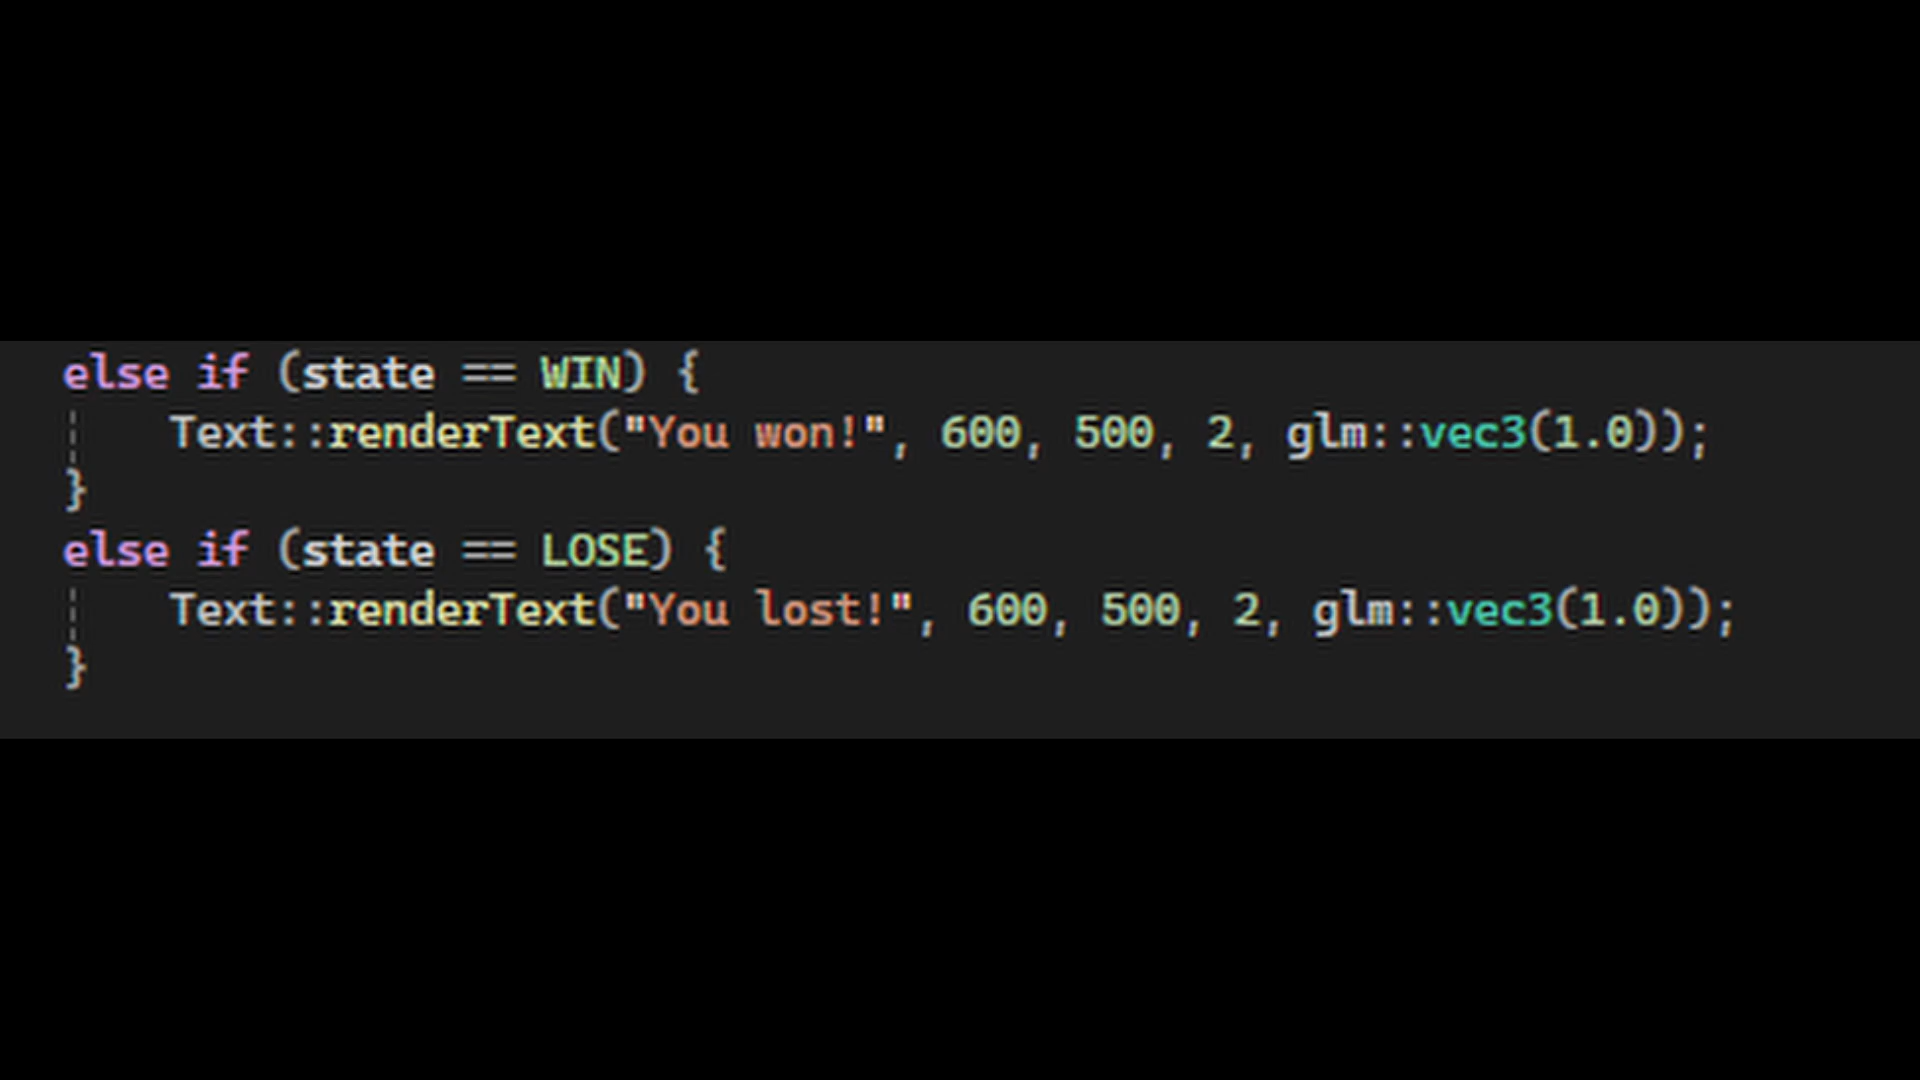 else if (state == WIN) {
    Text::renderText("You won!", 600, 500, 2, glm::vec3(1.0));
}
else if (state == LOSE) {
    Text::renderText("You lost!", 600, 500, 2, glm::vec3(1.0));
}